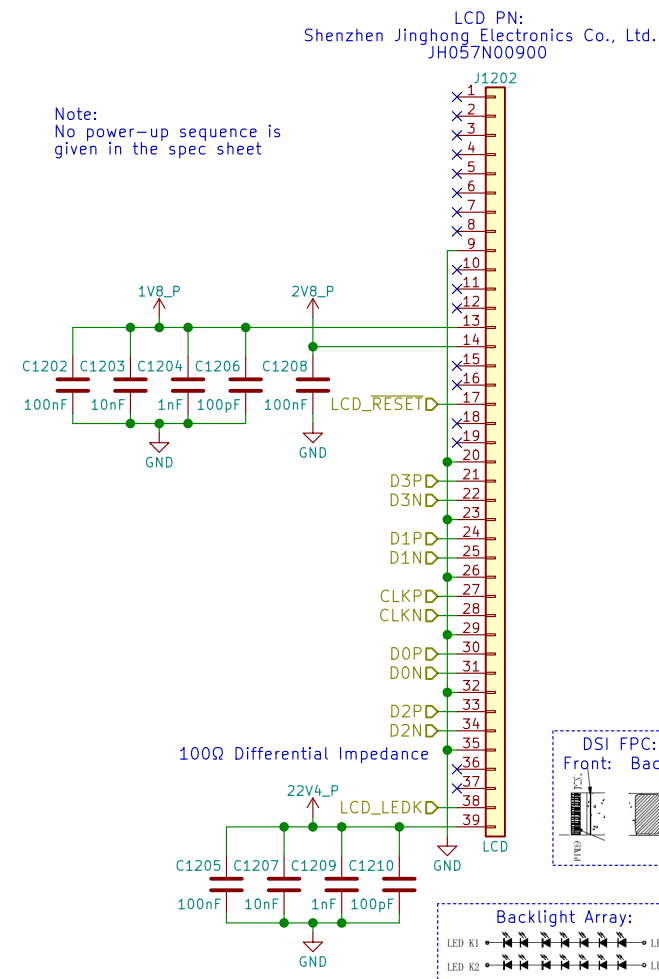 LCD PN:
Shenzhen Jinghong Electronics Co., Ltd.
JH057N00900
J1202
Note:
No power-up sequence is
given in the spec sheet
1
2
3
4
5
6
7
8
9
10
11
12
13
14
15
16
17
18
19
20
21
22
23
24
25
26
27
28
29
30
31
32
33
34
35
36
37
38
39
1V8_P
2V8_P
C1202 C1203 C1204 C1206 C1208
100nF 10nF 1nF 100pF 100nF
LCD_RESET
GND
GND
D3P
D3N
D1P
D1N
CLKP
CLKN
D0P
D0N
D2P
D2N
100Ω Differential Impedance
22V4_P
LCD_LEDK
C1205 C1207 C1209 C1210
100nF 10nF 1nF 100pF
GND
GND
LCD
DSI FPC:
Front: Bac
PIN39
Backlight Array:
LED K1
LED K2